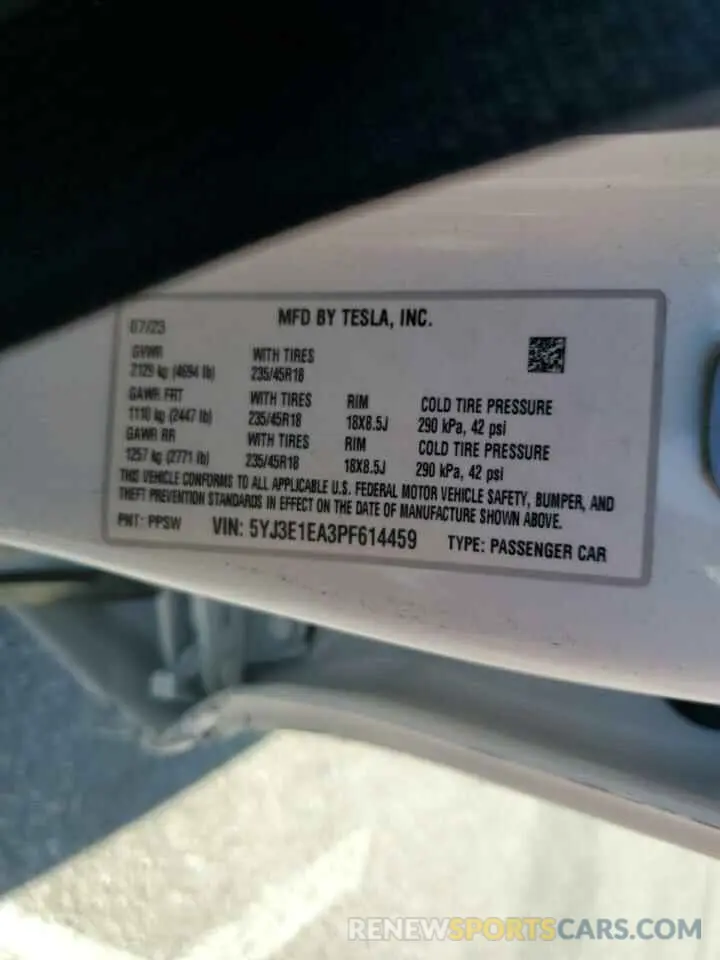 07/23
MFD BY TESLA, INC.
GVWR
2129 kg (4694 lb)
WITH TIRES
235/45R18
GAWR FRT
1110 kg (2447 lb)
WITH TIRES
235/45R18
RIM
18X8.5J
COLD TIRE PRESSURE
290 kPa, 42 psi
GAWR RR
1257 kg (2771 lb)
WITH TIRES
235/45R18
RIM
18X8.5J
COLD TIRE PRESSURE
290 kPa, 42 psi
THIS VEHICLE CONFORMS TO ALL APPLICABLE U.S. FEDERAL MOTOR VEHICLE SAFETY, BUMPER, AND
THEFT PREVENTION STANDARDS IN EFFECT ON THE DATE OF MANUFACTURE SHOWN ABOVE.
PNT: PPSW VIN: 5YJ3E1EA3PF614459 TYPE: PASSENGER CAR
RENEWSPORTSCARS.COM